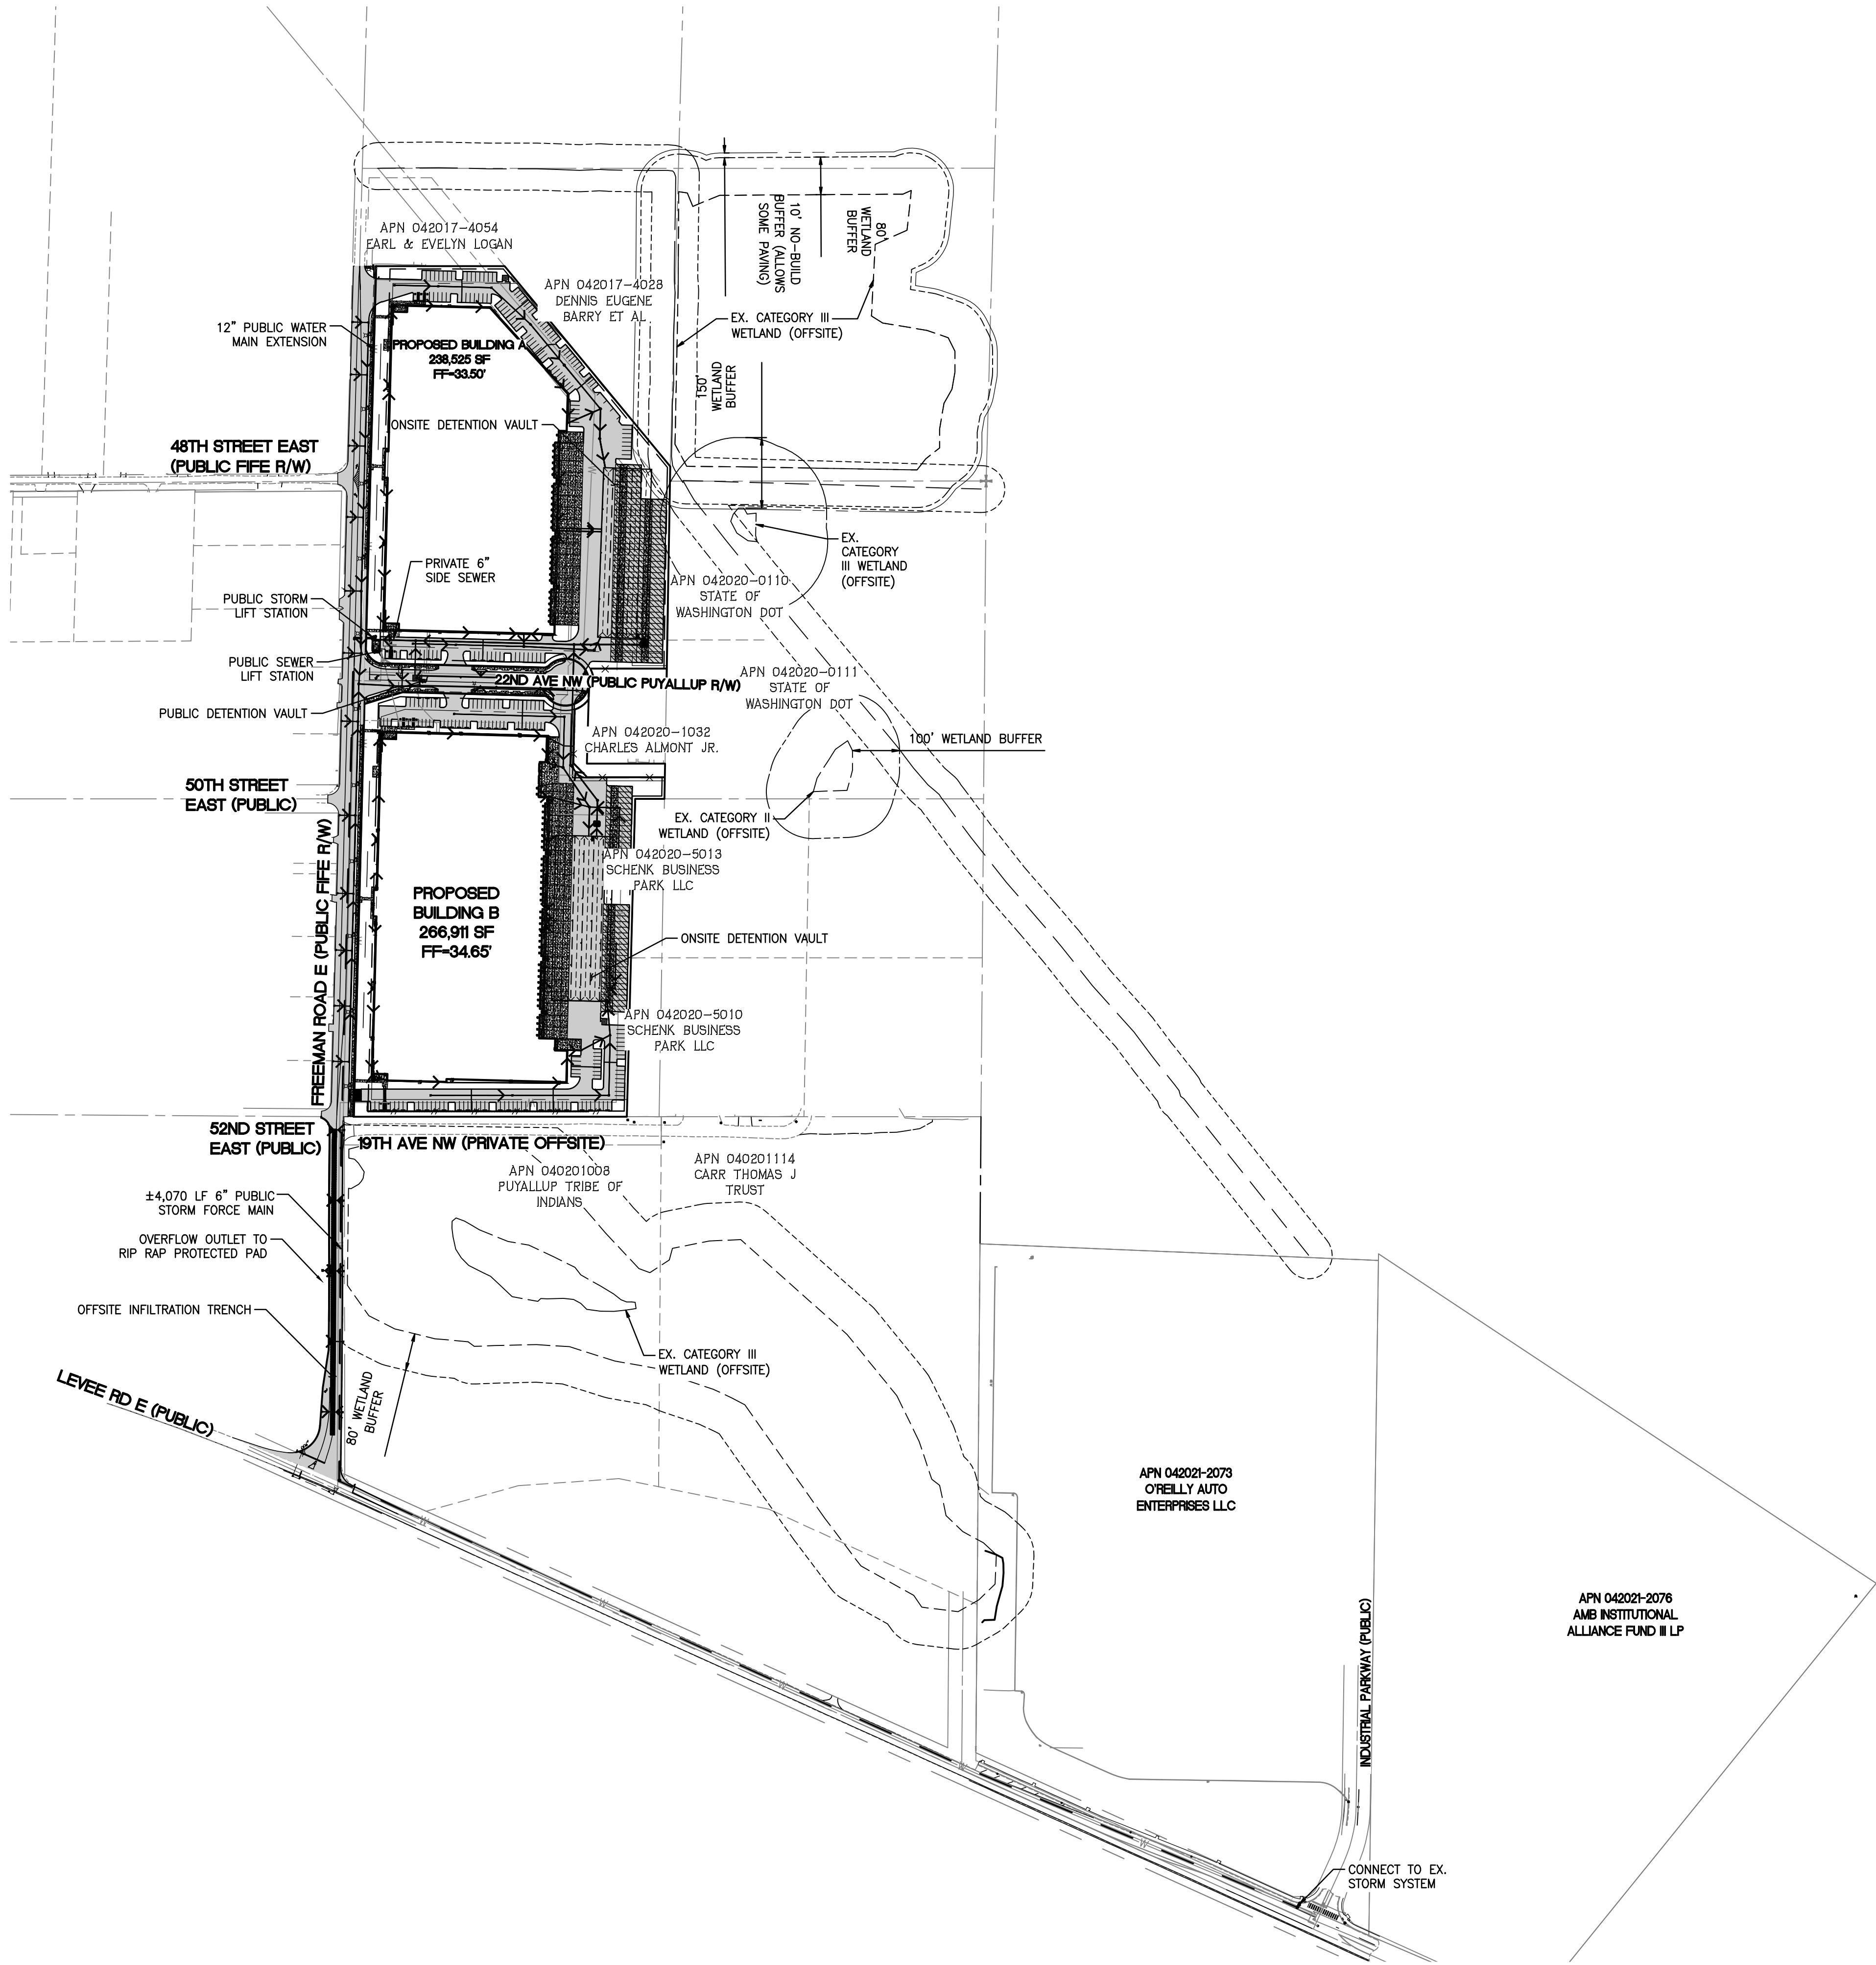 APN 042017-4054
EARL & EVELYN LOGAN
APN 042017-4028
DENNIS EUGENE
BARRY ET AL
10' NO-BUILD
BUFFER (ALLOWS
SOME PAVING)
80'
WETLAND
BUFFER
EX. CATEGORY III
WETLAND (OFFSITE)
12" PUBLIC WATER
MAIN EXTENSION
PROPOSED BUILDING A
238,525 SF
FF=33.50'
150'
WETLAND
BUFFER
ONSITE DETENTION VAULT
48TH STREET EAST
(PUBLIC FIFE R/W)
EX.
CATEGORY
III WETLAND
(OFFSITE)
PRIVATE 6"
SIDE SEWER
APN 042020-0110
STATE OF
WASHINGTON DOT
PUBLIC STORM
LIFT STATION
PUBLIC SEWER
LIFT STATION
22ND AVE NW (PUBLIC PUYALLUP R/W)
APN 042020-0111
STATE OF
WASHINGTON DOT
PUBLIC DETENTION VAULT
APN 042020-1032
CHARLES ALMONT JR.
100' WETLAND BUFFER
50TH STREET
EAST (PUBLIC)
EX. CATEGORY II
WETLAND (OFFSITE)
APN 042020-5013
SCHENK BUSINESS
PARK LLC
FREEMAN ROAD E (PUBLIC FIFE R/W)
PROPOSED
BUILDING B
266,911 SF
FF=34.65'
ONSITE DETENTION VAULT
APN 042020-5010
SCHENK BUSINESS
PARK LLC
52ND STREET
EAST (PUBLIC)
19TH AVE NW (PRIVATE OFFSITE)
APN 040201008
PUYALLUP TRIBE OF
INDIANS
APN 040201114
CARR THOMAS J
TRUST
±4,070 LF 6" PUBLIC
STORM FORCE MAIN
OVERFLOW OUTLET TO
RIP RAP PROTECTED PAD
OFFSITE INFILTRATION TRENCH
EX. CATEGORY III
WETLAND (OFFSITE)
80' WETLAND
BUFFER
LEVEE RD E (PUBLIC)
APN 042021-2073
O'REILLY AUTO
ENTERPRISES LLC
APN 042021-2076
AMB INSTITUTIONAL
ALLIANCE FUND III LP
INDUSTRIAL PARKWAY (PUBLIC)
W
W
W
W
W
CONNECT TO EX.
STORM SYSTEM